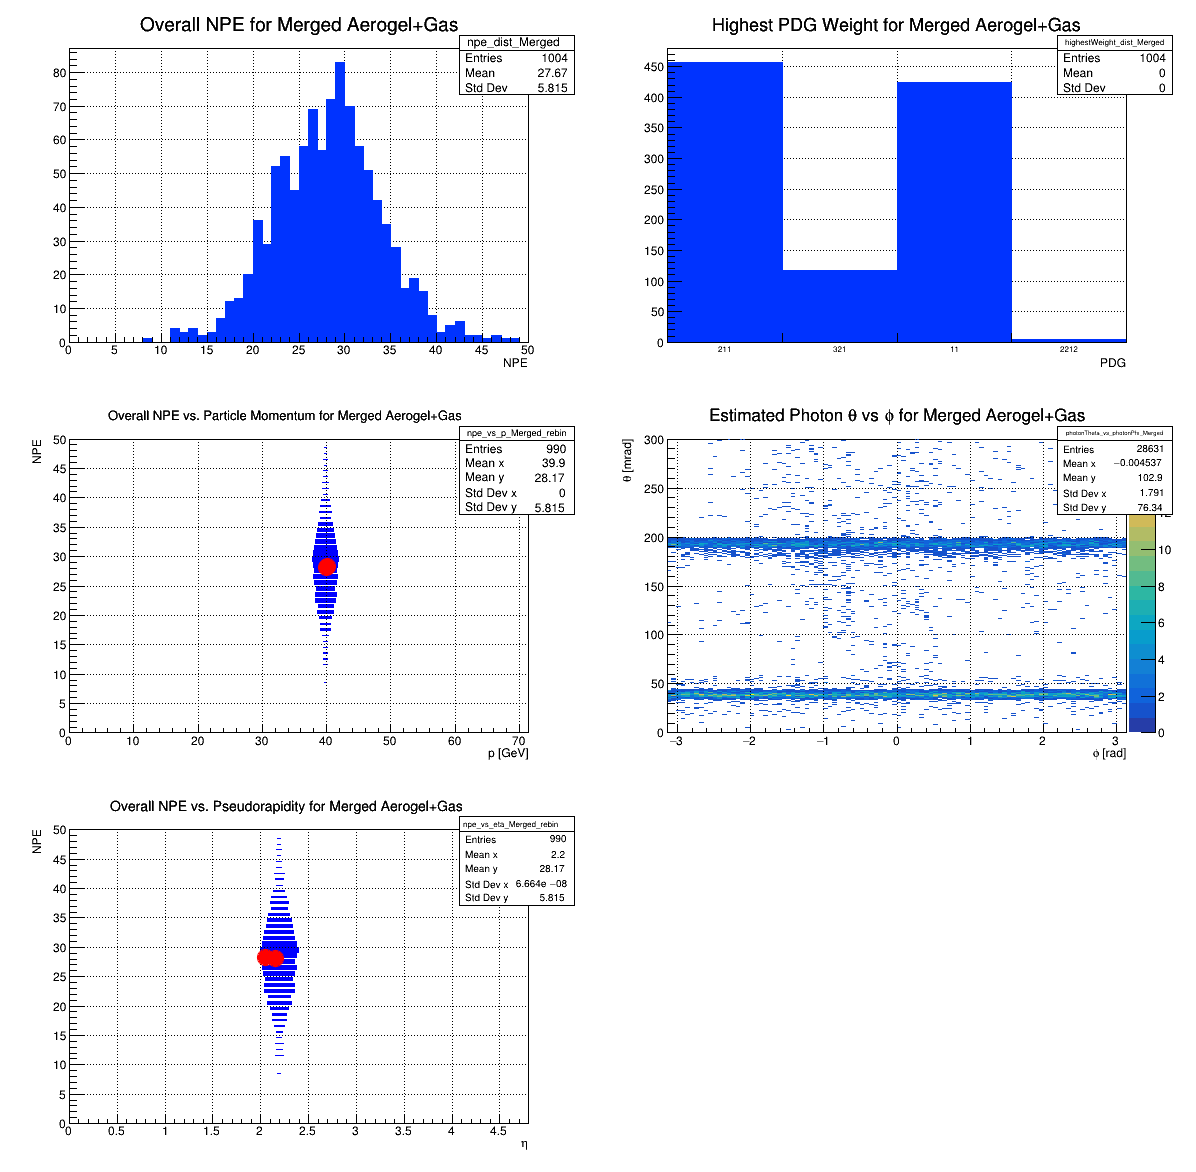 Overall NPE for Merged Aerogel+Gas
npe_dist_Merged
Entries 1004
Mean 27.67
Std Dev 5.815
80
70
60
50
40
30
20
10
0
0 5 10 15 20 25 30 35 40 45 50
NPE
Highest PDG Weight for Merged Aerogel+Gas
highestWeight_dist_Merged
Entries 1004
Mean 0
Std Dev 0
450
400
350
300
250
200
150
100
50
0
211 321 11 2212
PDG
Overall NPE vs. Particle Momentum for Merged Aerogel+Gas
npe_vs_p_Merged_rebin
Entries 990
Mean x 39.9
Mean y 28.17
Std Dev x 0
Std Dev y 5.815
NPE
50
45
40
35
30
25
20
15
10
5
0
0 10 20 30 40 50 60 70
p [GeV]
Estimated Photon θ vs ϕ for Merged Aerogel+Gas
photonTheta_vs_photonPhi_Merged
Entries 28631
Mean x −0.004537
Mean y 102.9
Std Dev x 1.791
Std Dev y 76.34
θ [mrad]
300
250
200
150
100
50
0
−3 −2 −1 0 1 2 3
ϕ [rad]
12
10
8
6
4
2
0
Overall NPE vs. Pseudorapidity for Merged Aerogel+Gas
npe_vs_eta_Merged_rebin
Entries 990
Mean x 2.2
Mean y 28.17
Std Dev x 6.664e −08
Std Dev y 5.815
NPE
50
45
40
35
30
25
20
15
10
5
0
0 0.5 1 1.5 2 2.5 3 3.5 4 4.5
η